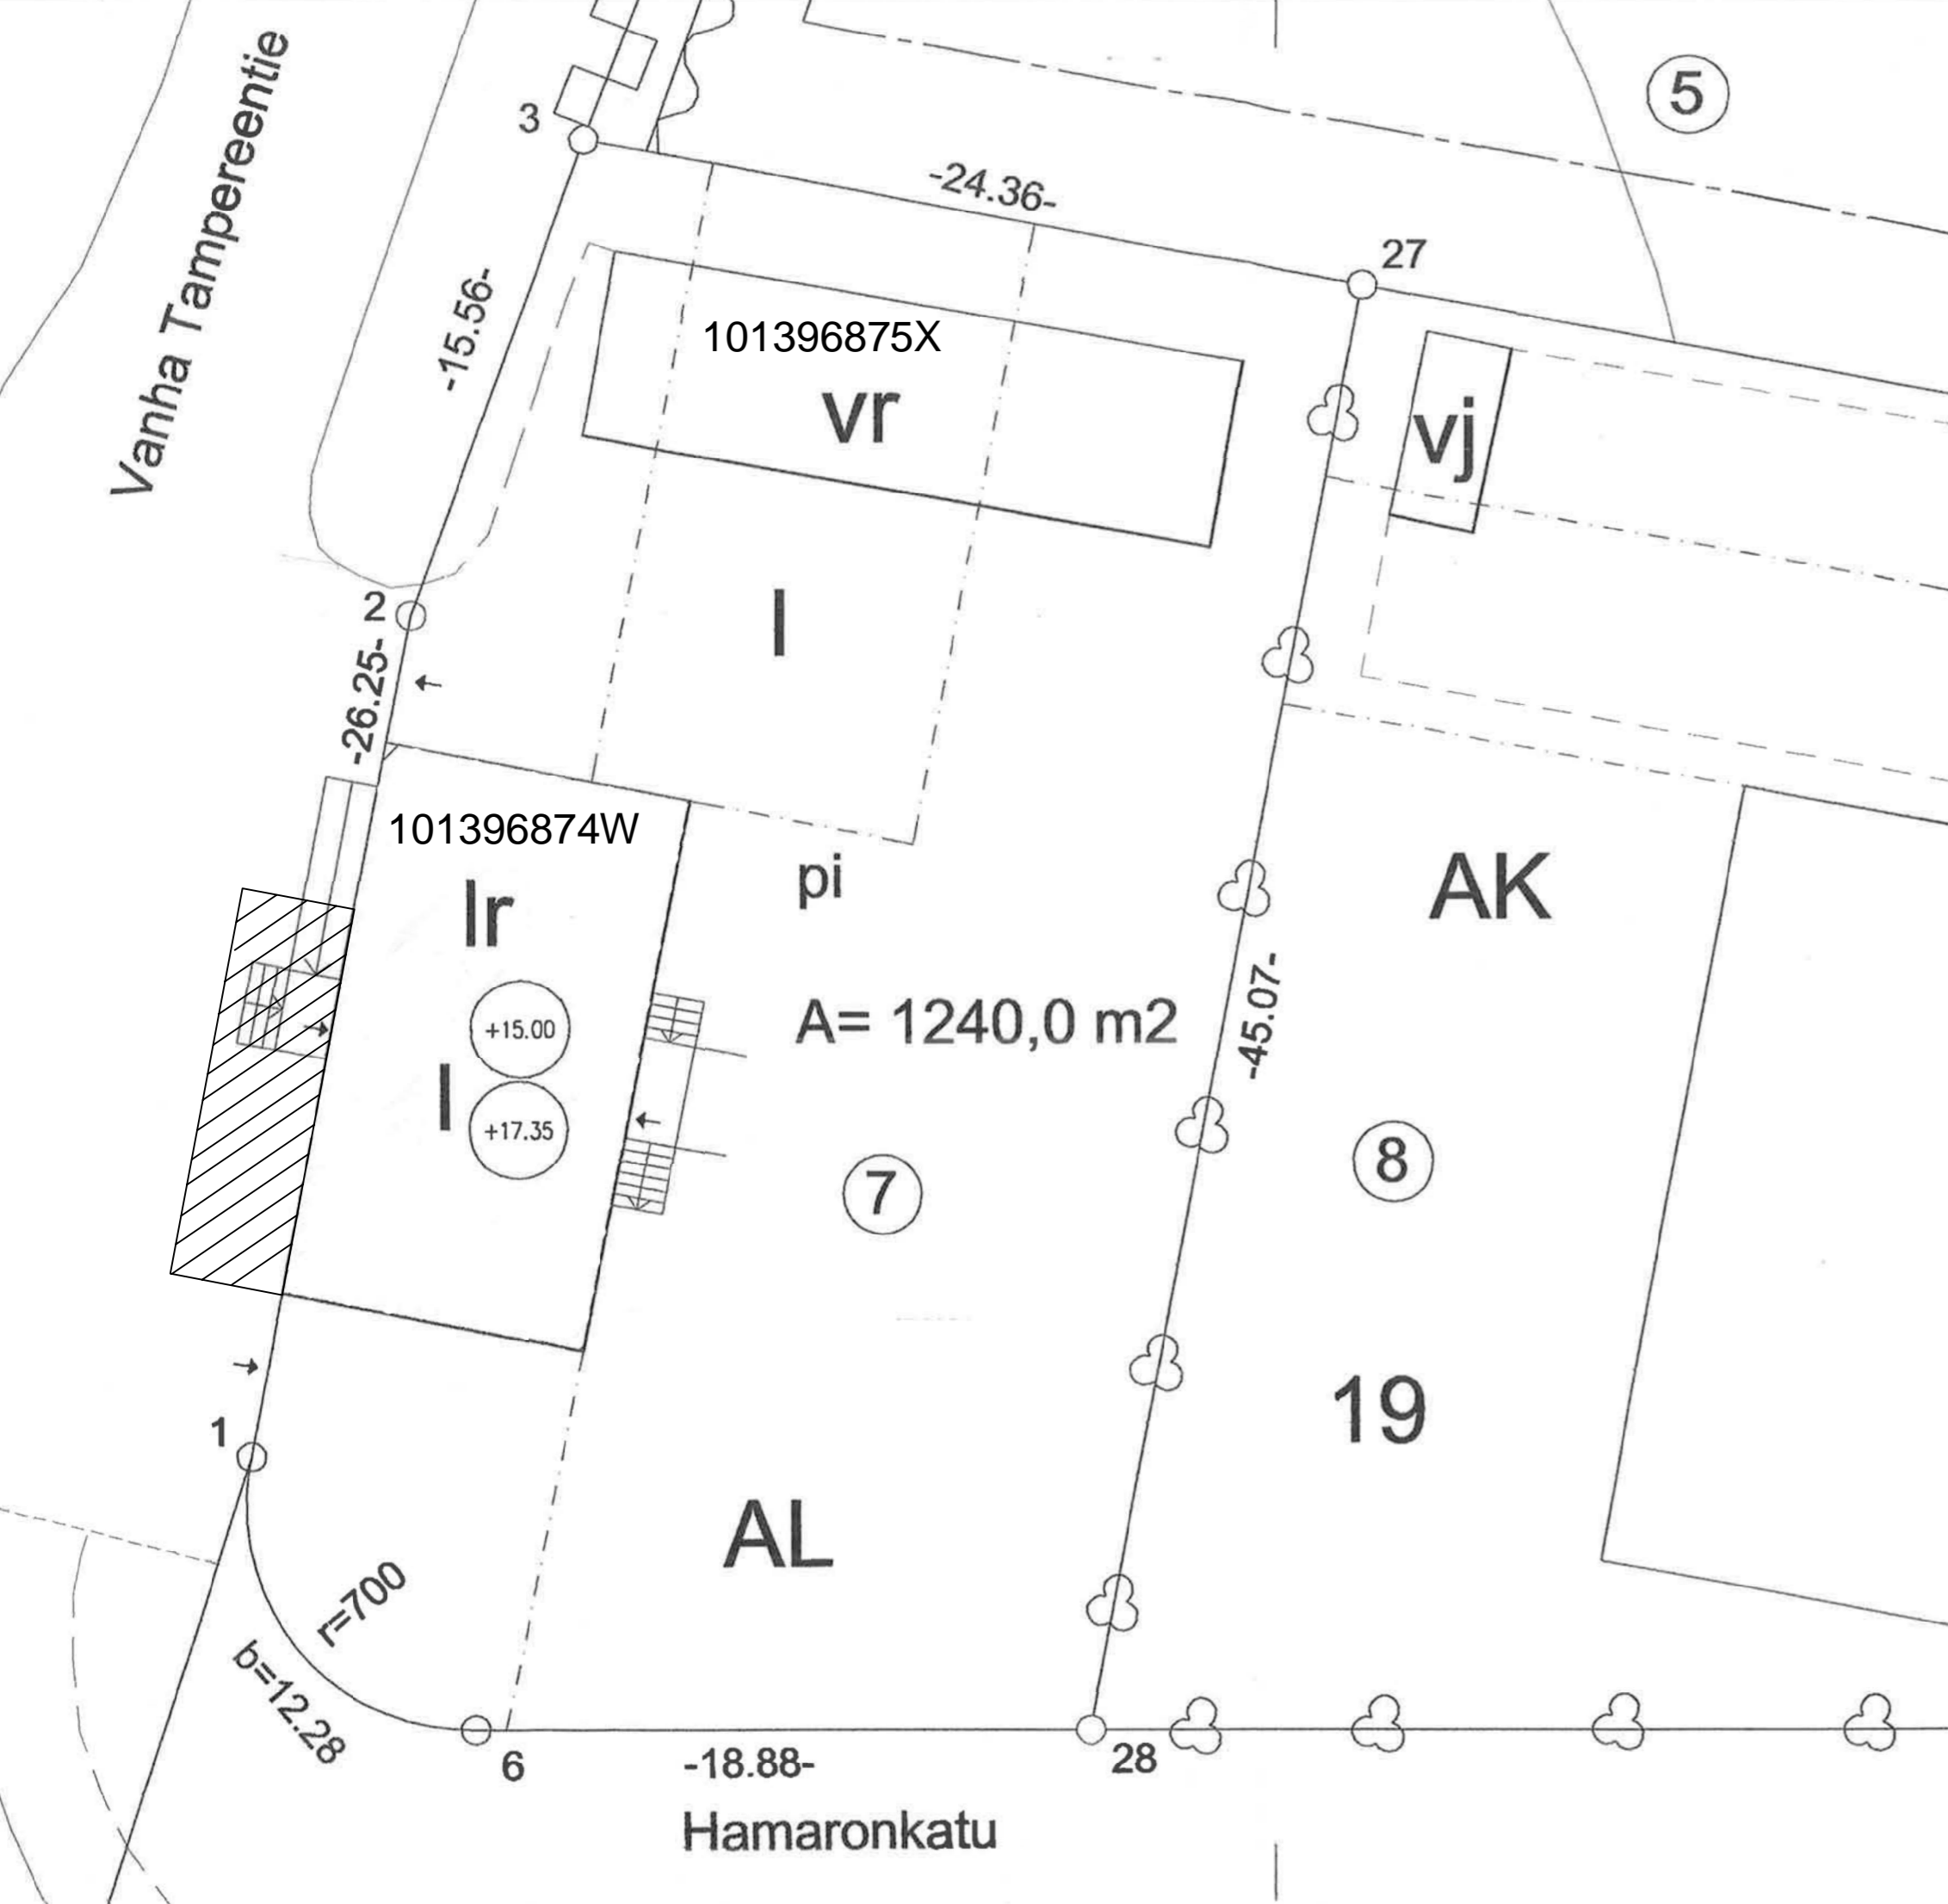 Vanha Tampereentie
5
3
-24.36-
27
-15.56-
101396875X
vr
vj
I
2
-26.25-
101396874W
Ir
pi
AK
+15.00
A= 1240,0 m2
-45.07-
I
+17.35
7
8
19
1
AL
r=700
b=12.28
6
-18.88-
28
Hamaronkatu